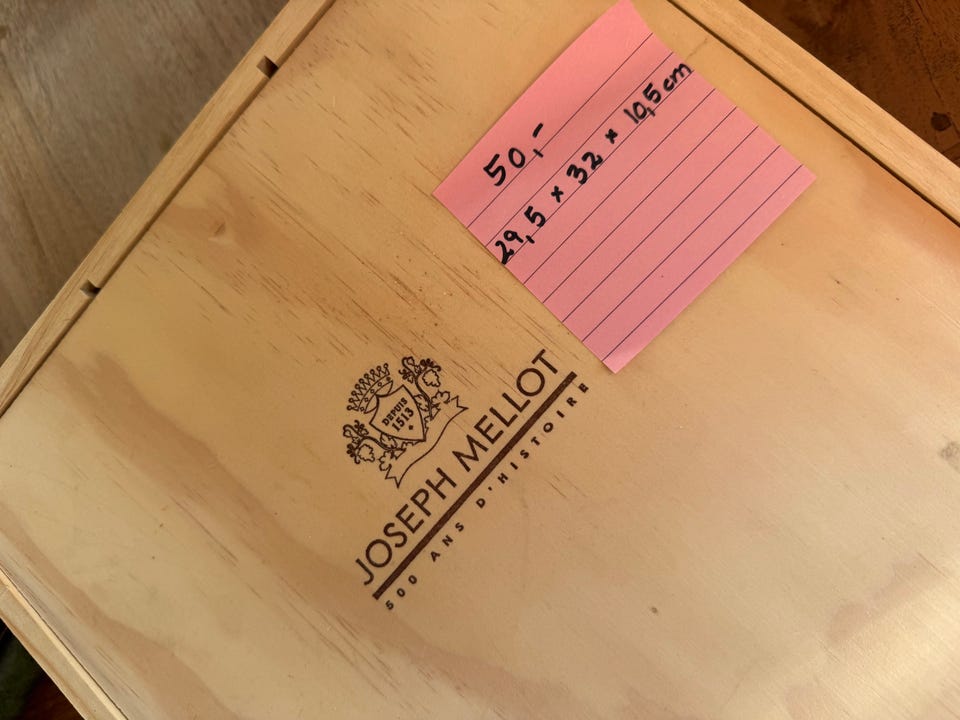 50,-
29,5 x 32 x 10,5 cm
DEPUIS
1513
JOSEPH MELLOT
500 ANS D'HISTOIRE